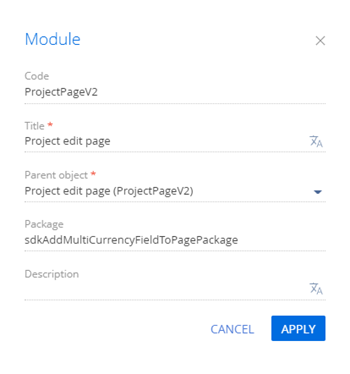 Module
Code
ProjectPageV2
Title *
Project edit page
Parent object *
Project edit page (ProjectPageV2)
Package
sdkAddMultiCurrencyFieldToPagePackage
Description
CANCEL APPLY